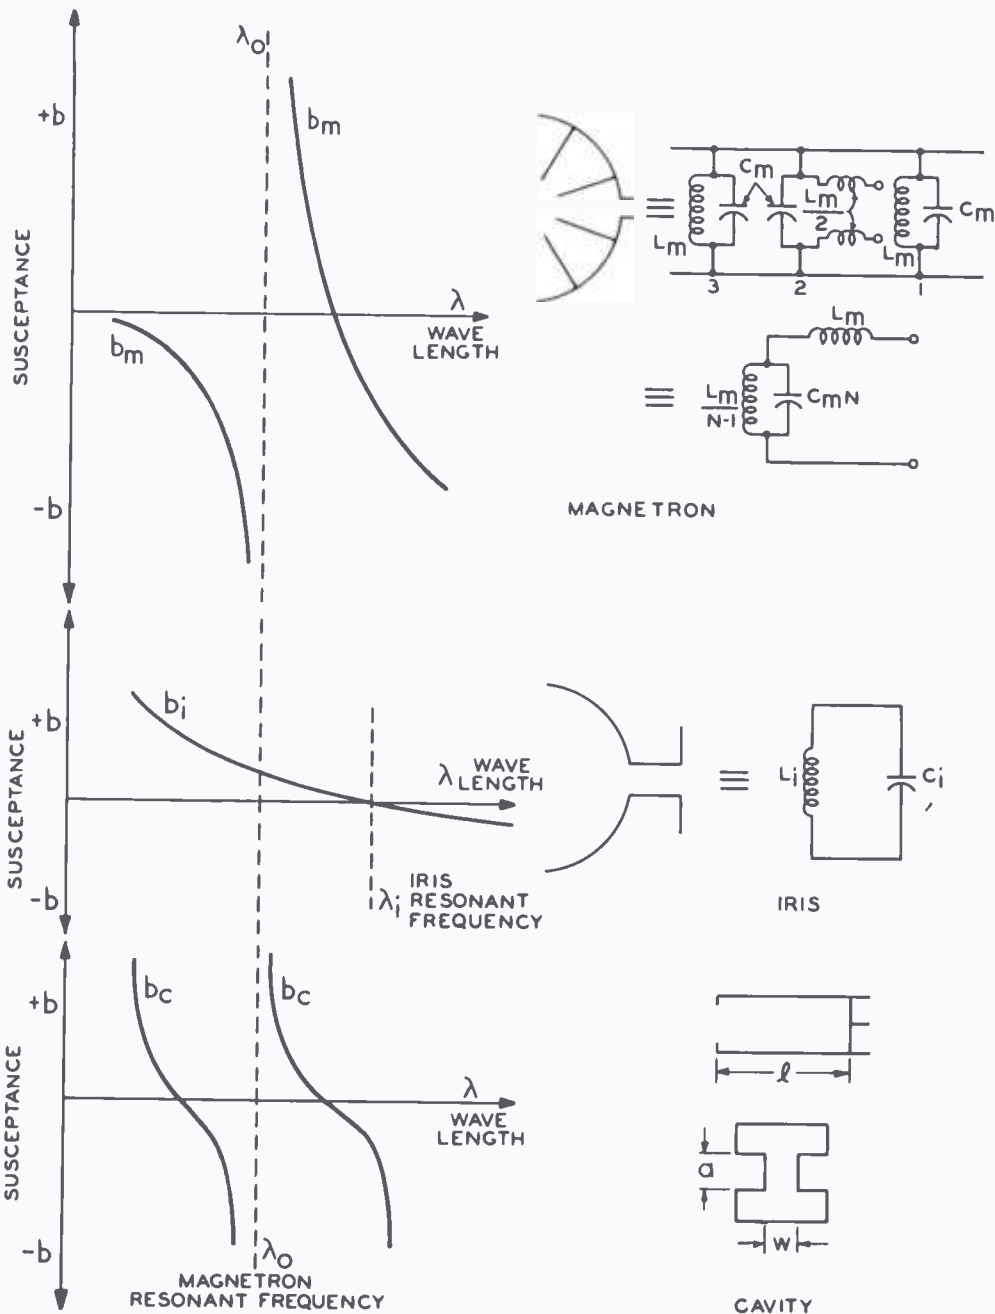 λo
+b
bm
SUSCEPTANCE
λ
WAVE
LENGTH
bm
-b
Cm
Lm
Lm/2
Lm
Cm
3
2
1
≡
Lm
≡
Lm/N-1
CmN
MAGNETRON
+b
bi
SUSCEPTANCE
λ WAVE
LENGTH
-b
λi
IRIS
RESONANT
FREQUENCY
≡
Li
Ci
IRIS
+b
bc
bc
SUSCEPTANCE
λ
WAVE
LENGTH
-b
λo
MAGNETRON
RESONANT FREQUENCY
ℓ
a
w
CAVITY